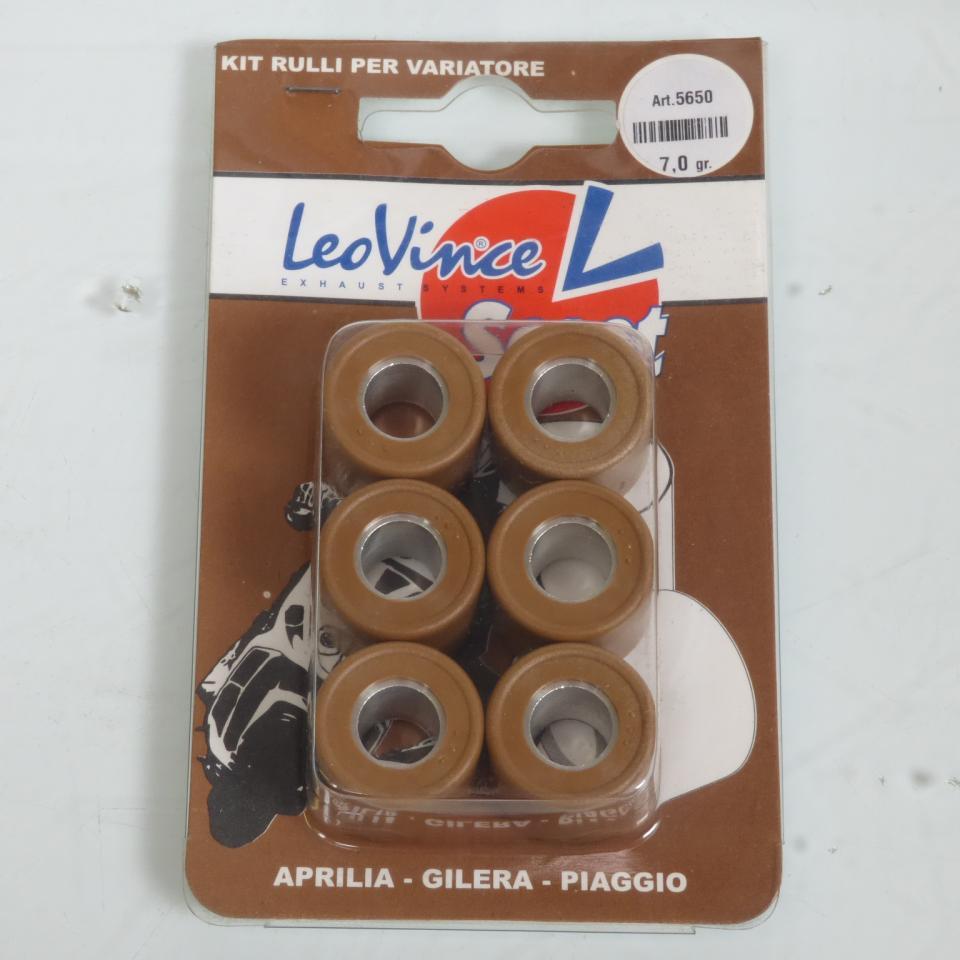 KIT RULLI PER VARIATORE
Art.5650
7,0 gr.
LeoVince®
EXHAUST SYSTEMS
APRILIA - GILERA - PIAGGIO